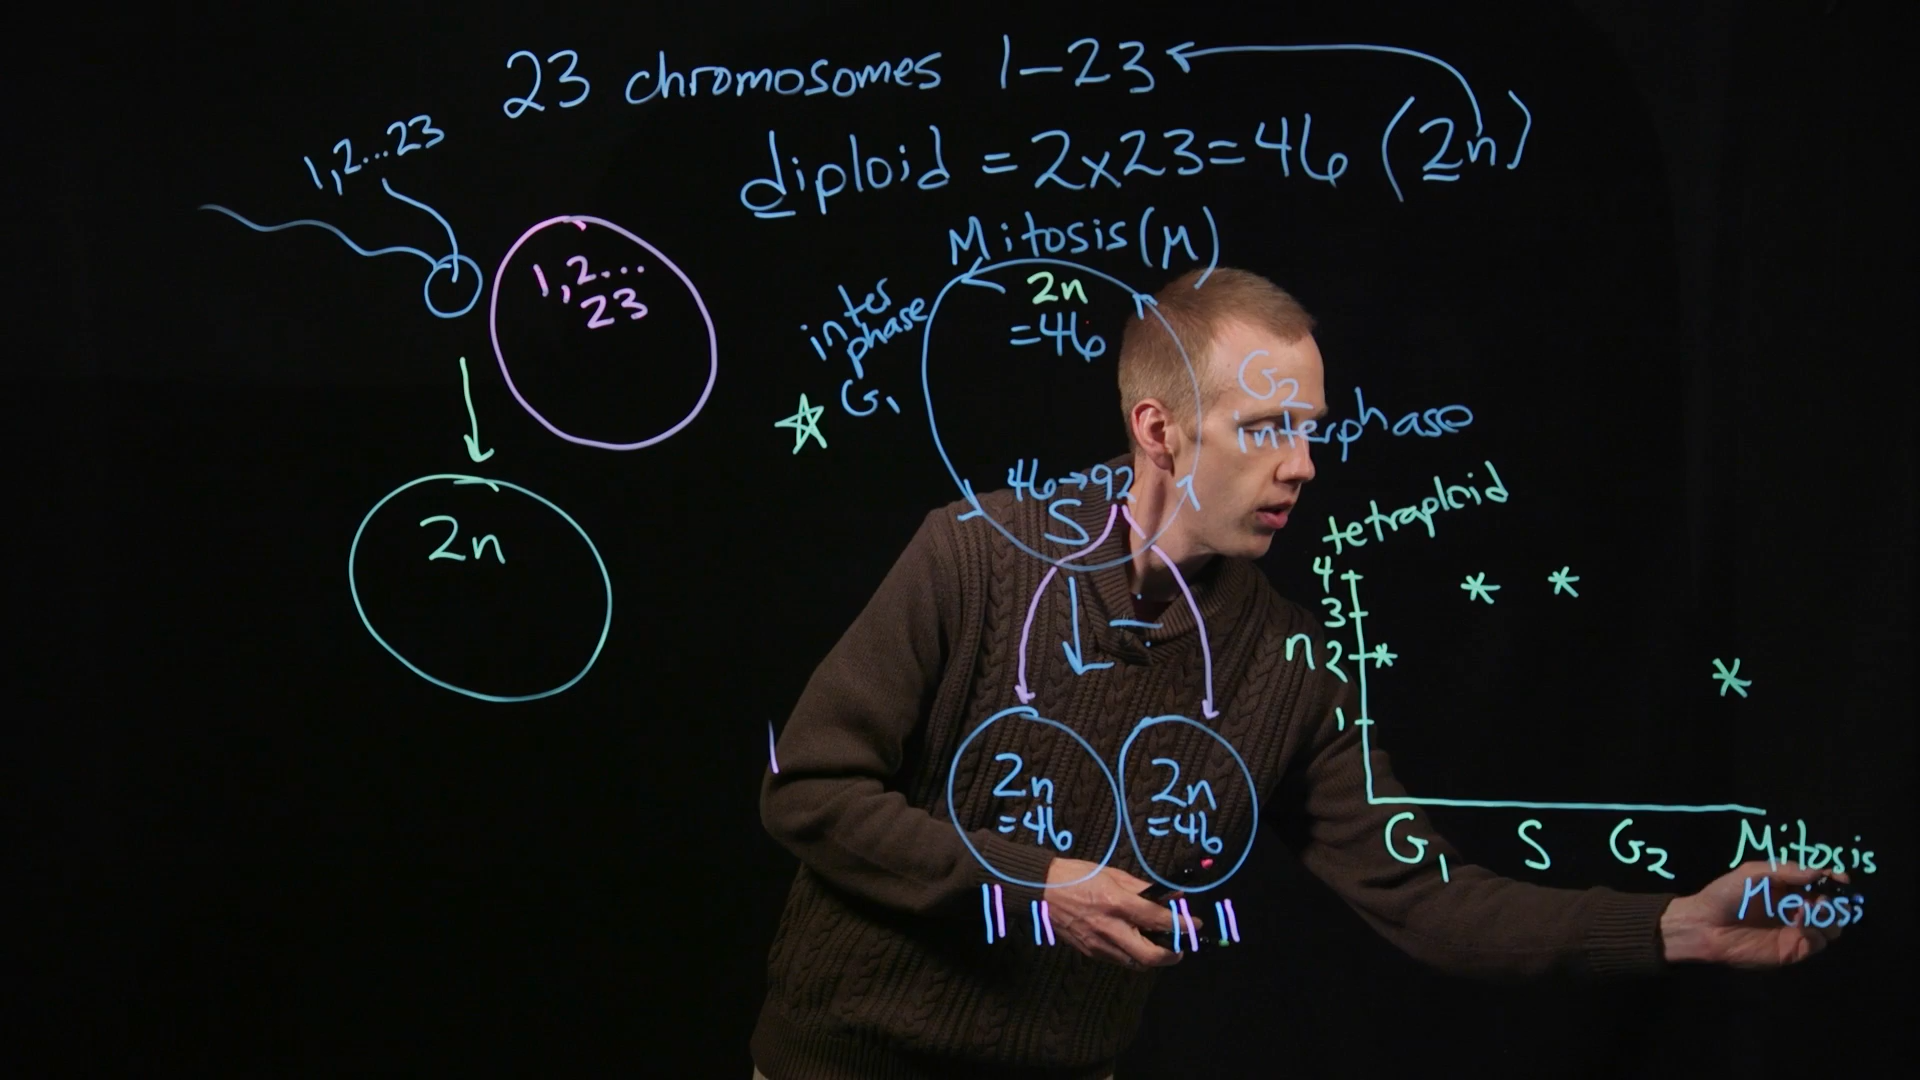 23 chromosomes 1-23
diploid = 2x23=46 (2n)
1,2...23
1,2...
23
2n
Mitosis (M)
2n
=46
inter
phase
G1
G2
interphase
46→92
S
2n
=46
2n
=46
tetraploid
4
3
n 2
1
G1 S G2 Mitosis
Meiosi